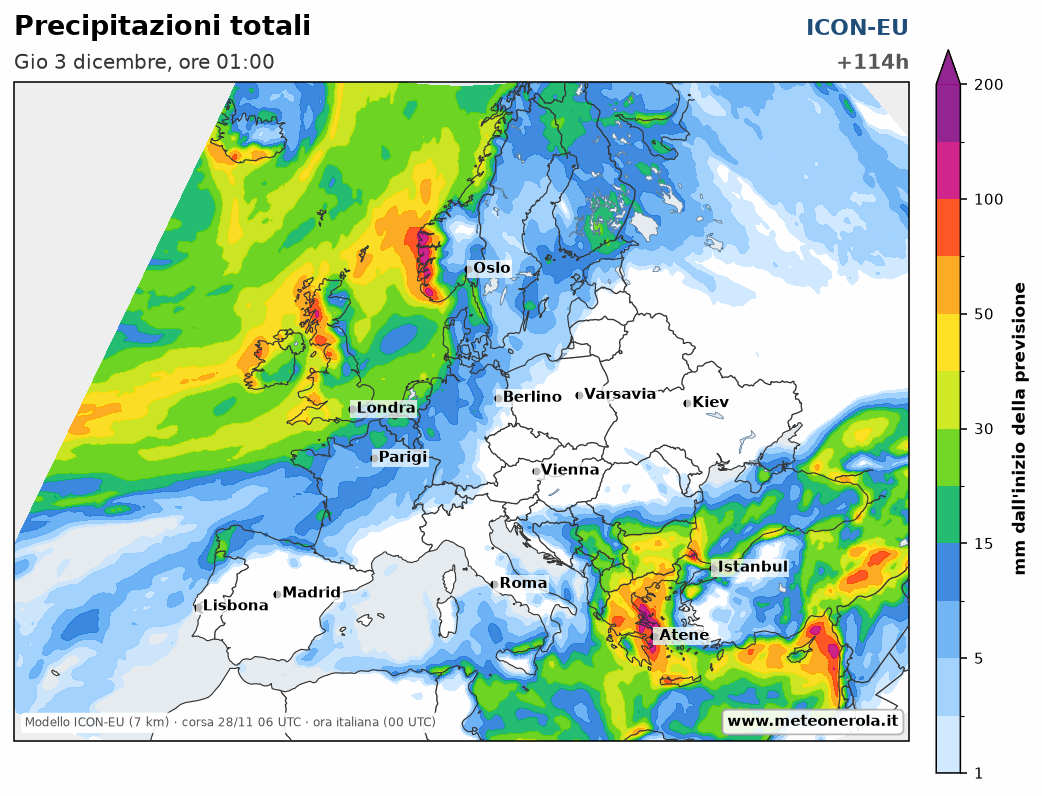 Precipitazioni totali
ICON-EU
Gio 3 dicembre, ore 01:00
+114h
200
100
50
30
15
5
1
mm dall'inizio della previsione
Oslo
Berlino
Varsavia
Kiev
Londra
Parigi
Vienna
Istanbul
Roma
Madrid
Lisbona
Atene
Modello ICON-EU (7 km) · corsa 28/11 06 UTC · ora italiana (00 UTC)
www.meteonerola.it